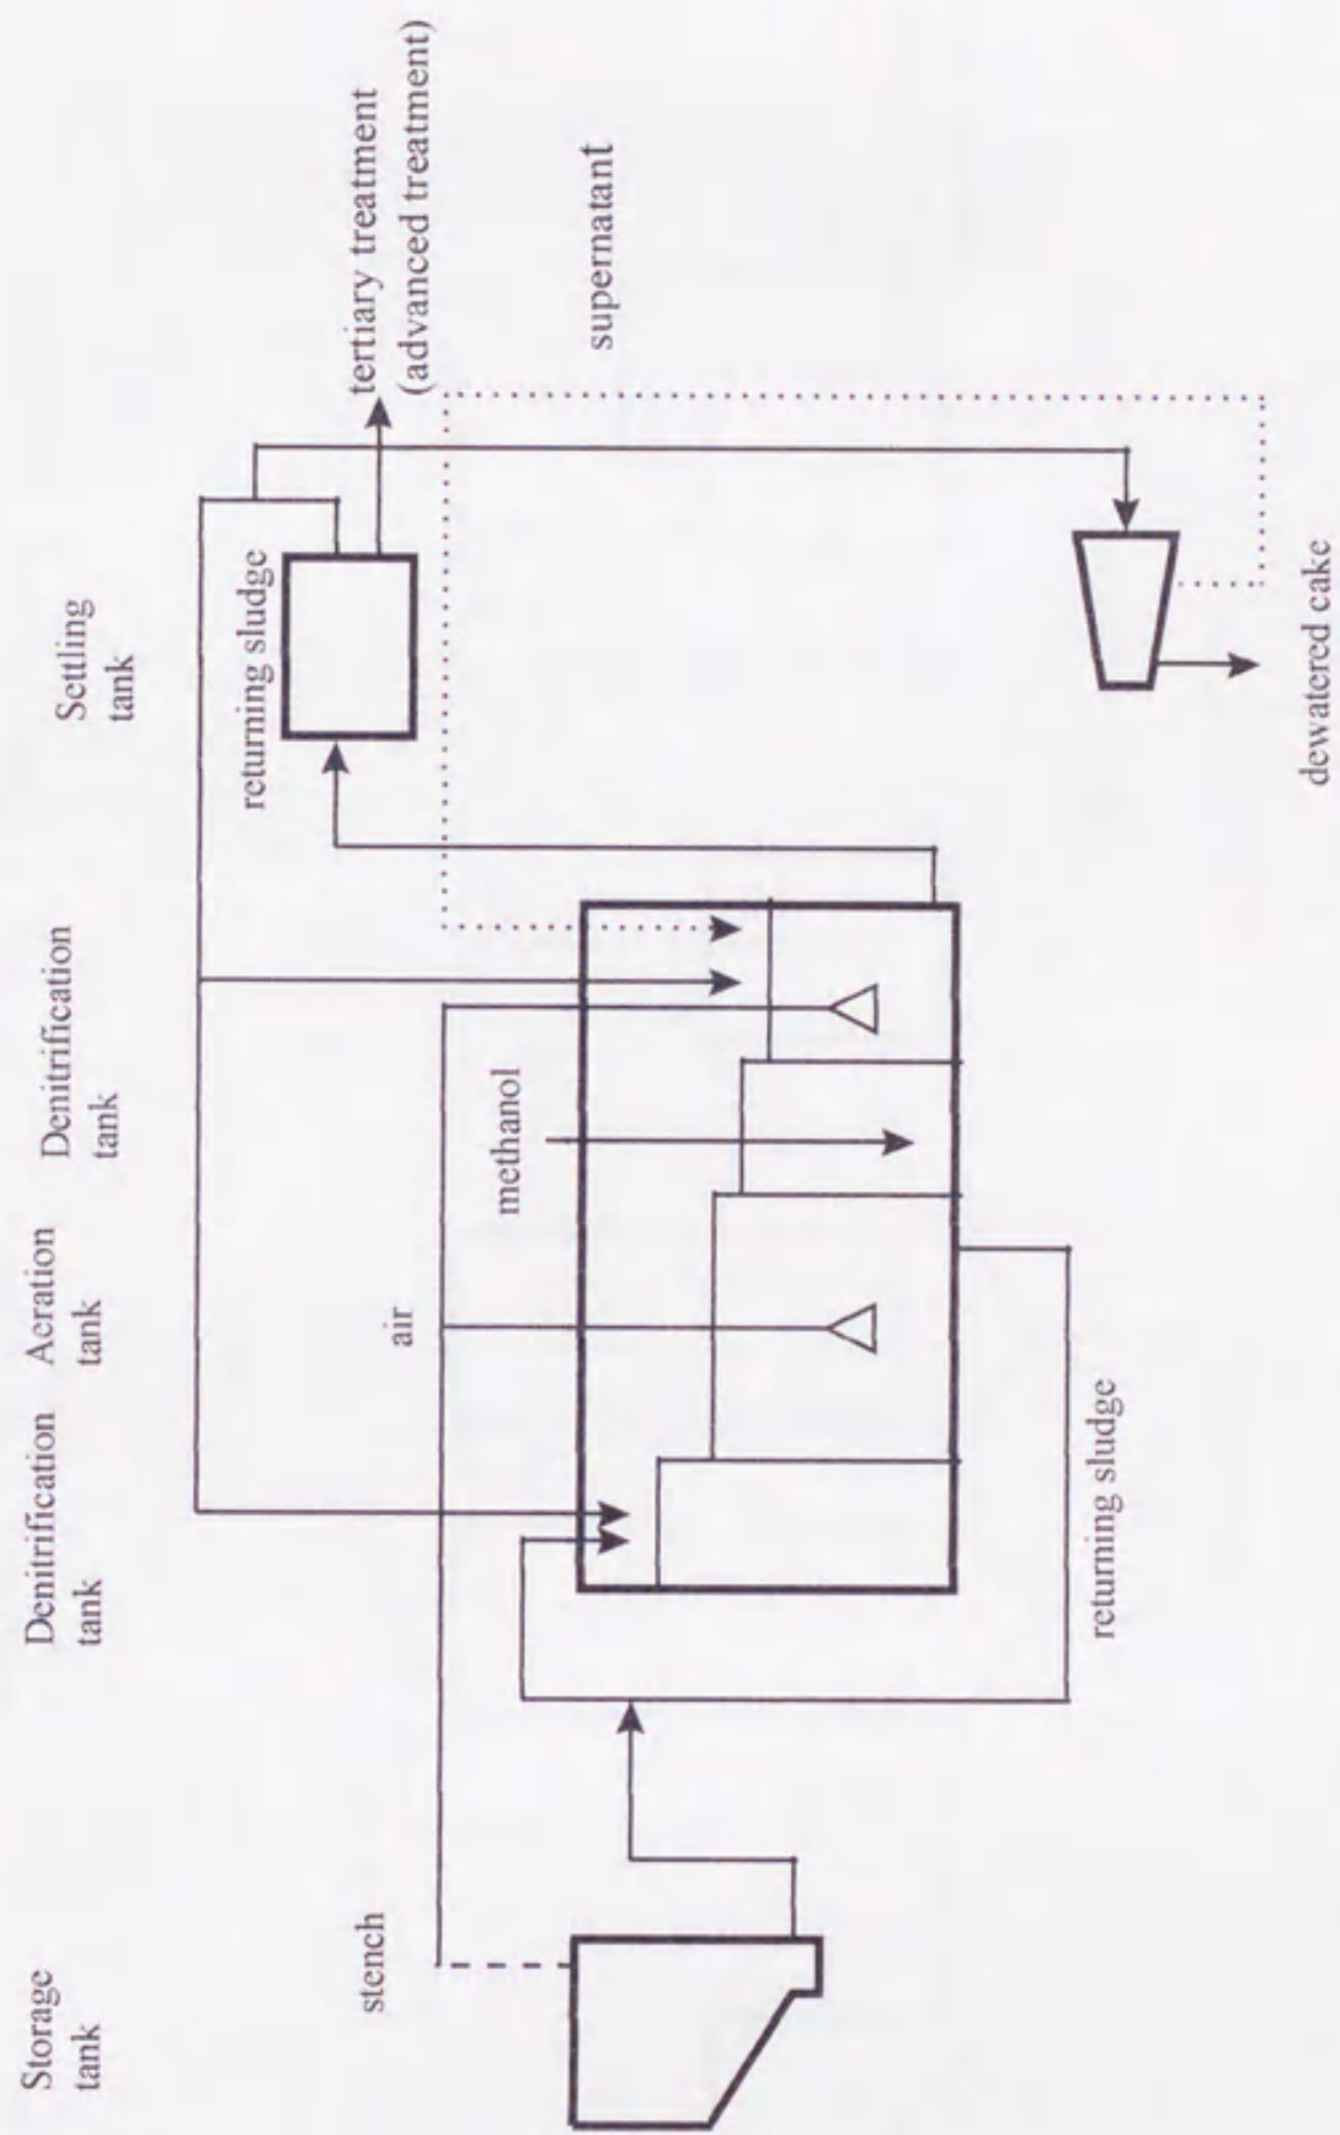 Storage
tank
Denitrification
tank
Aeration
tank
Denitrification
tank
Settling
tank
stench
air
methanol
returning sludge
tertiary treatment
(advanced treatment)
supernatant
returning sludge
dewatered cake